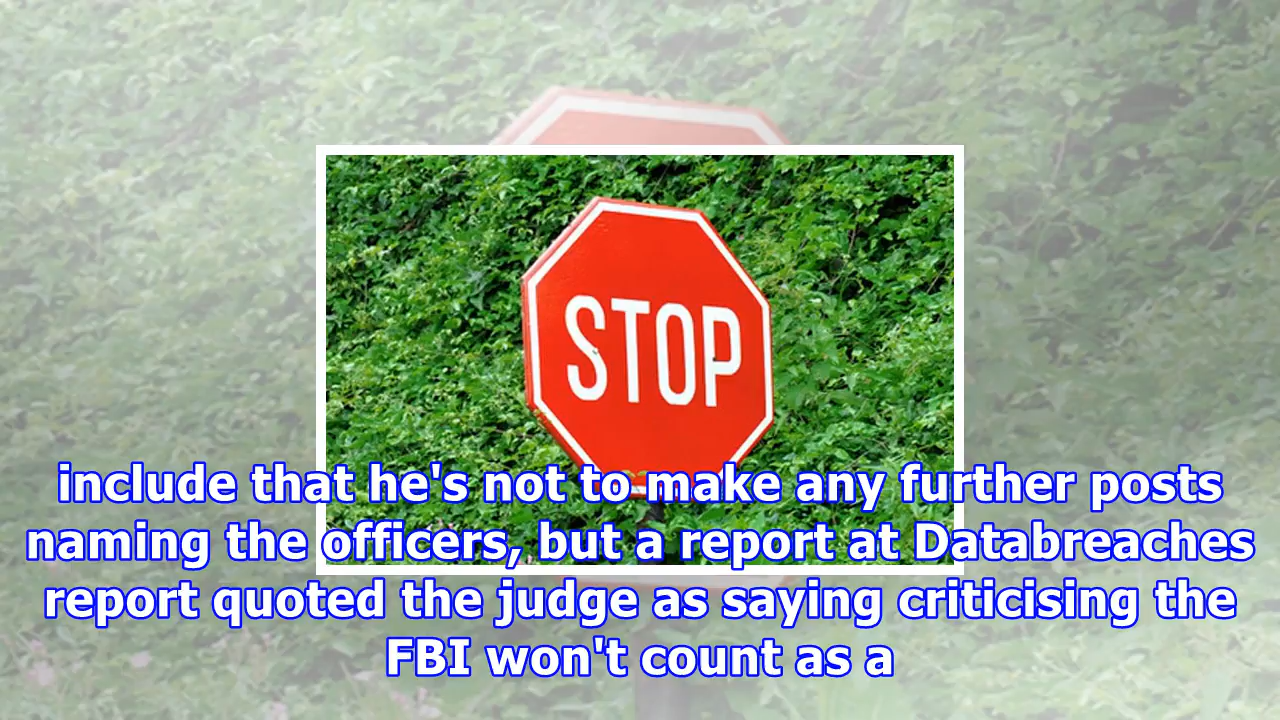 STOP
include that he's not to make any further posts
naming the officers, but a report at Databreaches
report quoted the judge as saying criticising the
FBI won't count as a